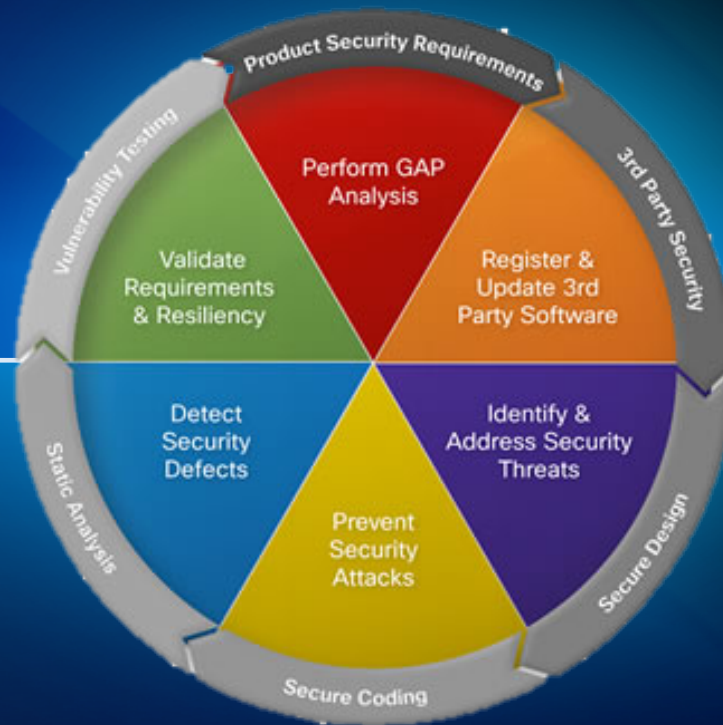 Product Security Requirements
Perform GAP
Analysis
3rd Party Security
Register &
Update 3rd
Party Software
Secure Design
Identify &
Address Security
Threats
Secure Coding
Prevent
Security
Attacks
Static Analysis
Detect
Security
Defects
Vulnerability Testing
Validate
Requirements
& Resiliency